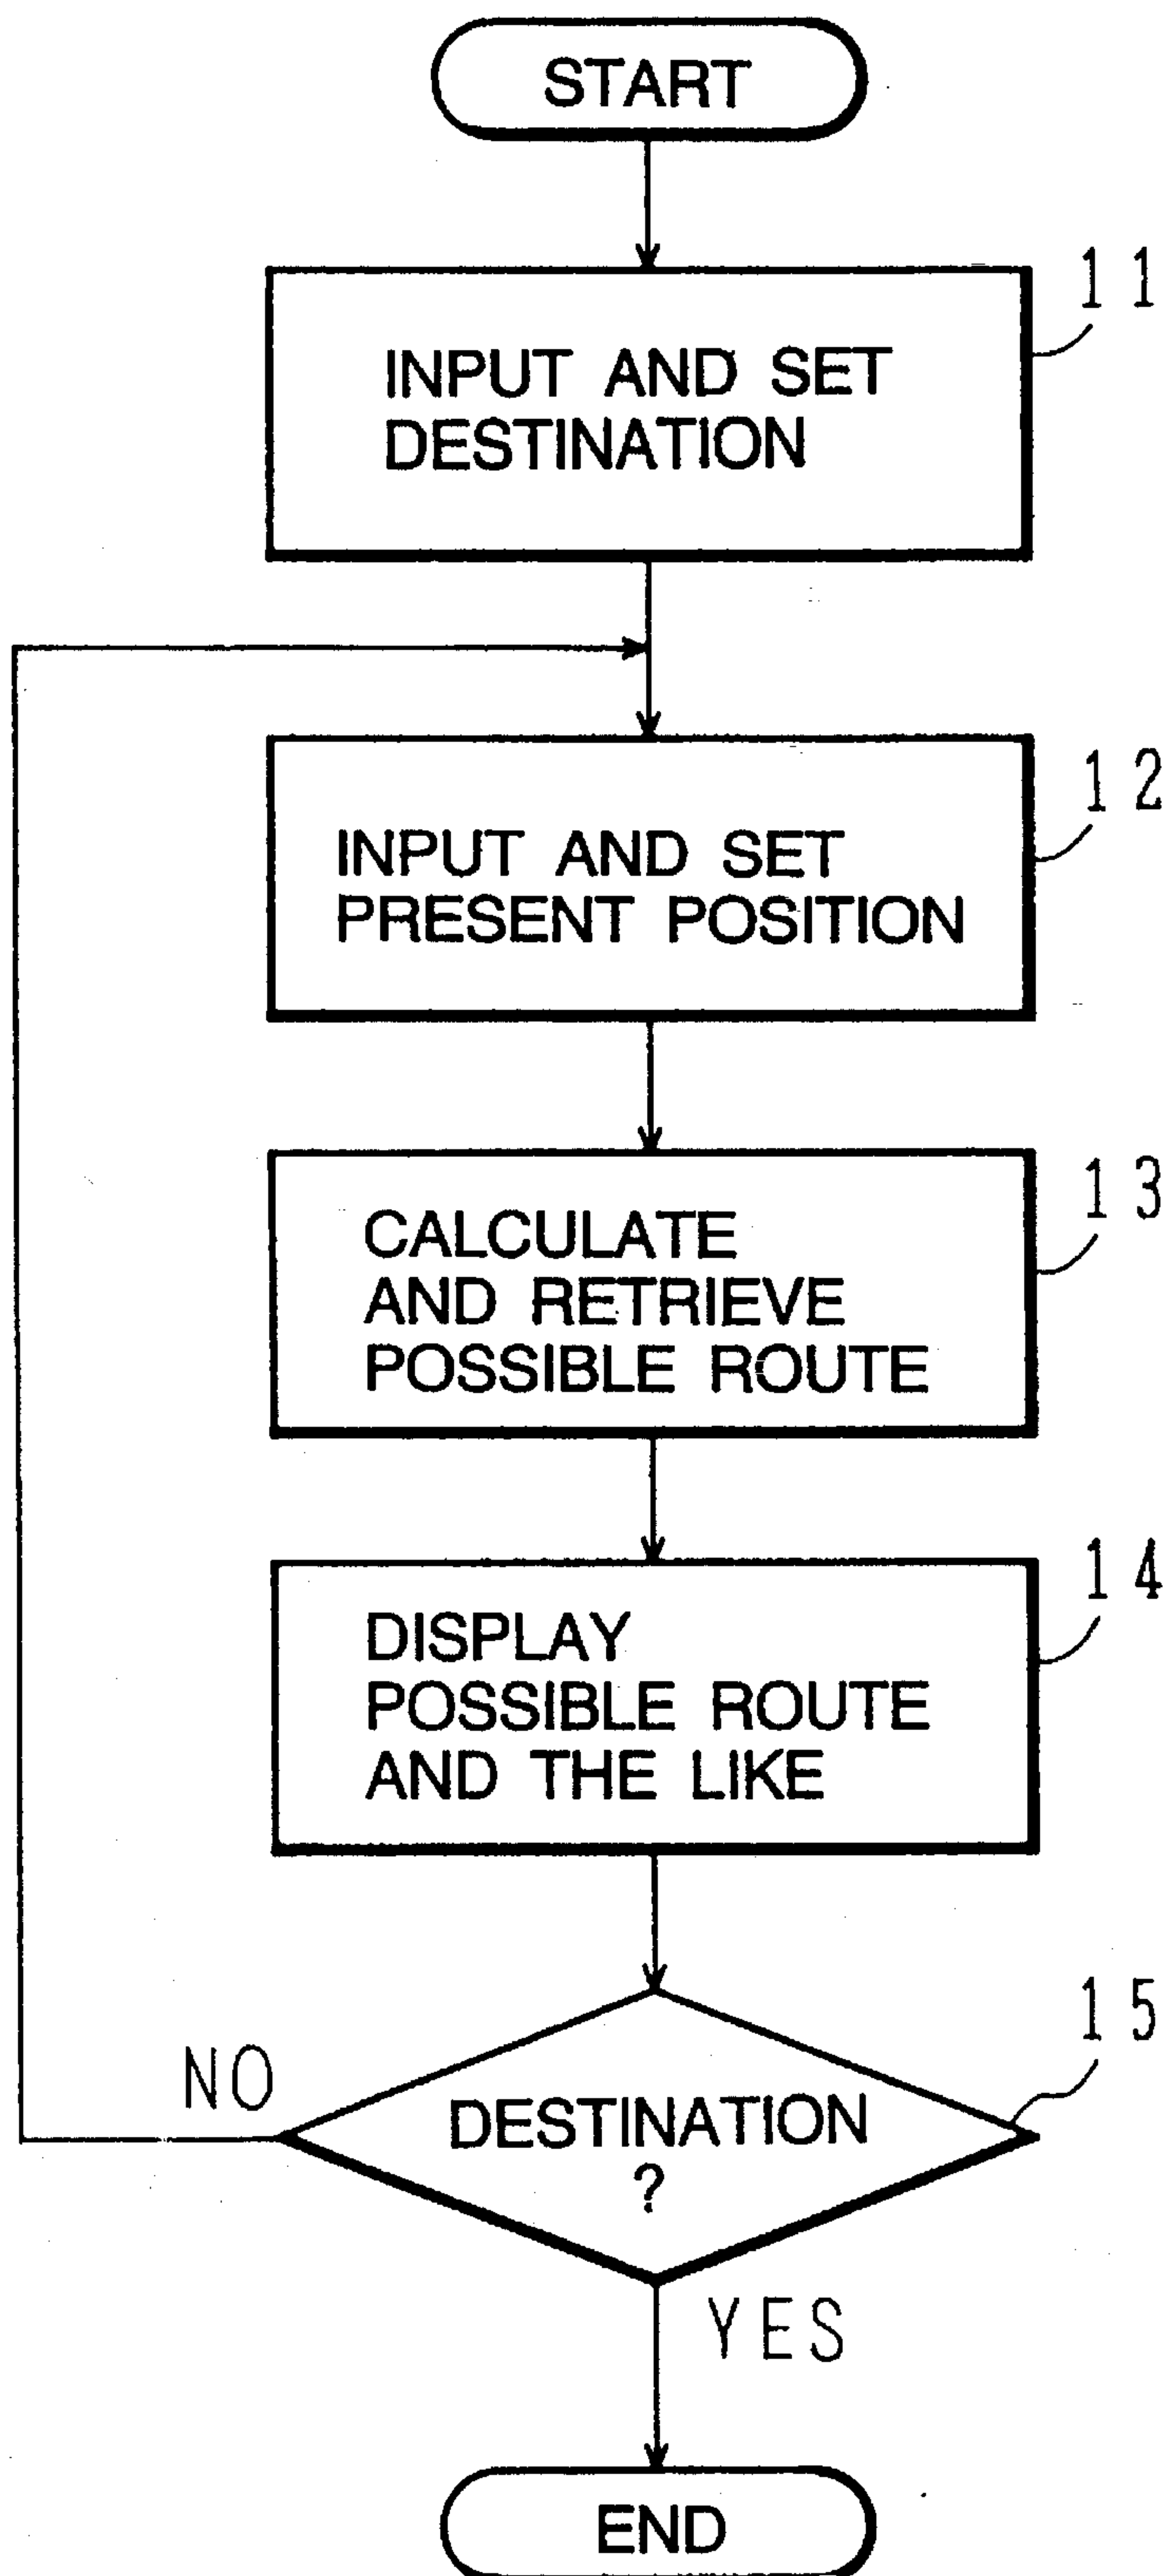 START
11
INPUT AND SET
DESTINATION
12
INPUT AND SET
PRESENT POSITION
13
CALCULATE
AND RETRIEVE
POSSIBLE ROUTE
14
DISPLAY
POSSIBLE ROUTE
AND THE LIKE
15
NO
DESTINATION
?
YES
END